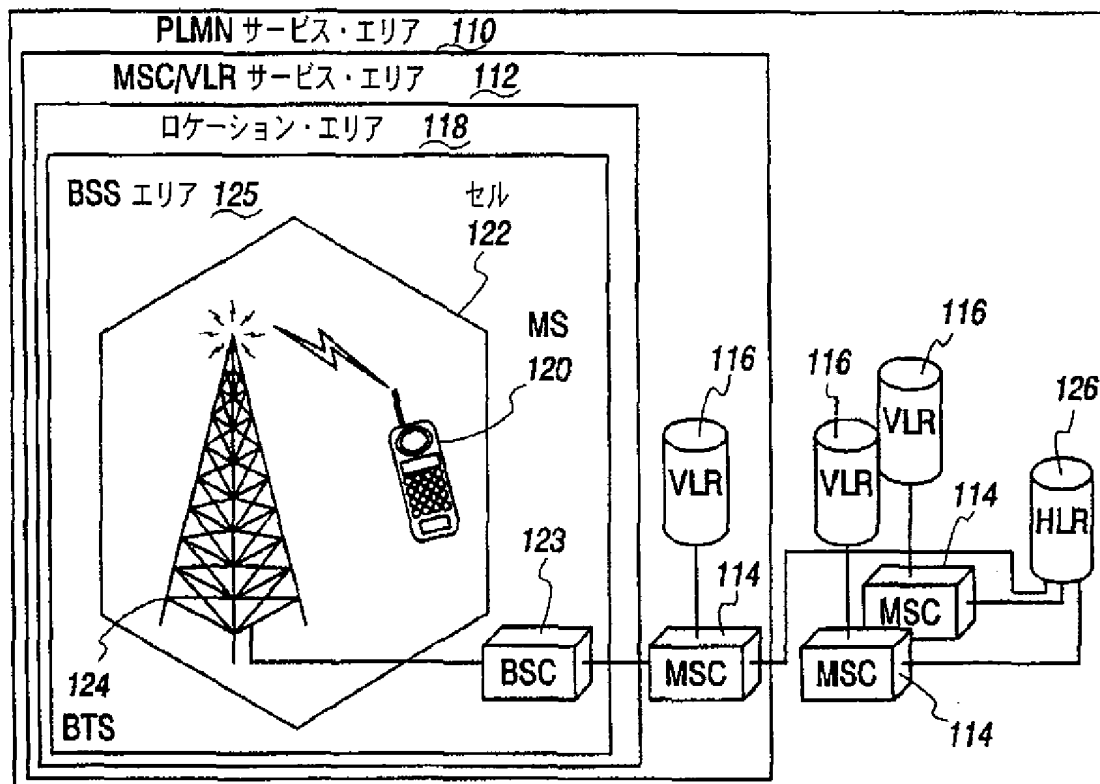 PLMN サービス・エリア 110
MSC/VLR サービス・エリア 112
ロケーション・エリア 118
BSS エリア 125
セル
122
MS
120
116
116
116
126
VLR
VLR
VLR
HLR
114
123
114
MSC
BSC
MSC
MSC
124
BTS
114